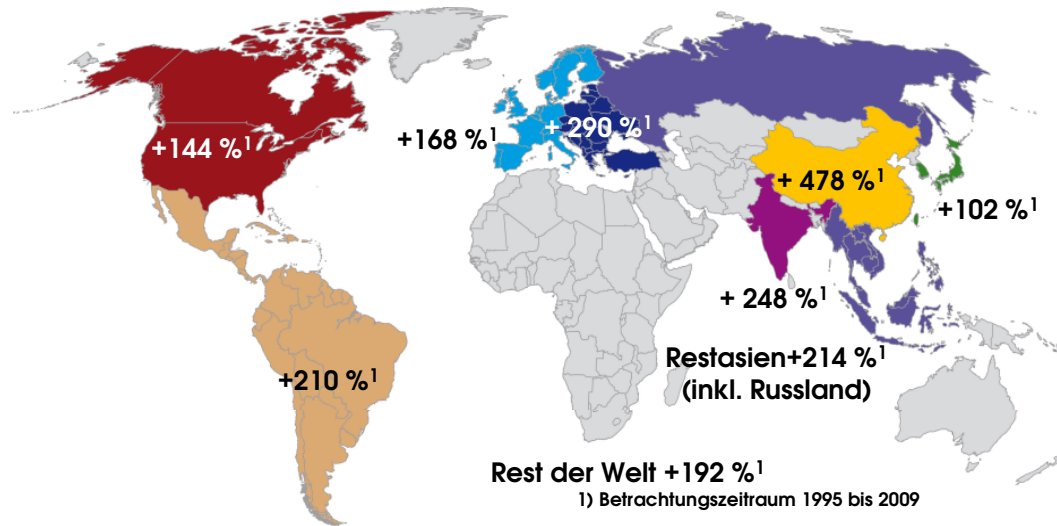 +144 %¹
+168 %¹
+ 290 %¹
+ 478 %¹
+102 %¹
+ 248 %¹
+210 %¹
Restasien+214 %¹
(inkl. Russland)
Rest der Welt +192 %¹
1) Betrachtungszeitraum 1995 bis 2009